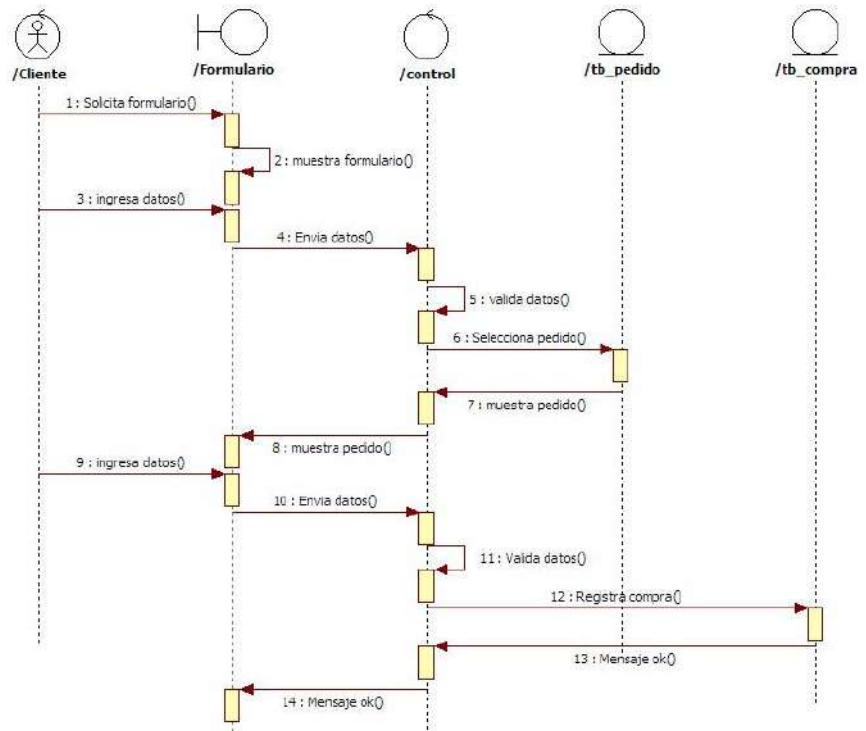 /Cliente
/Formulario
/control
/tb_pedido
/tb_compra
1 : Solcita formulario()
2 : muestra formulario()
3 : ingresa datos()
4 : Envia datos()
5 : valida datos()
6 : Selecciona pedido()
7 : muestra pedido()
8 : muestra pedido()
9 : ingresa datos()
10 : Envia datos()
11 : Valida datos()
12 : Registra compra()
13 : Mensaje ok()
14 : Mensaje ok()